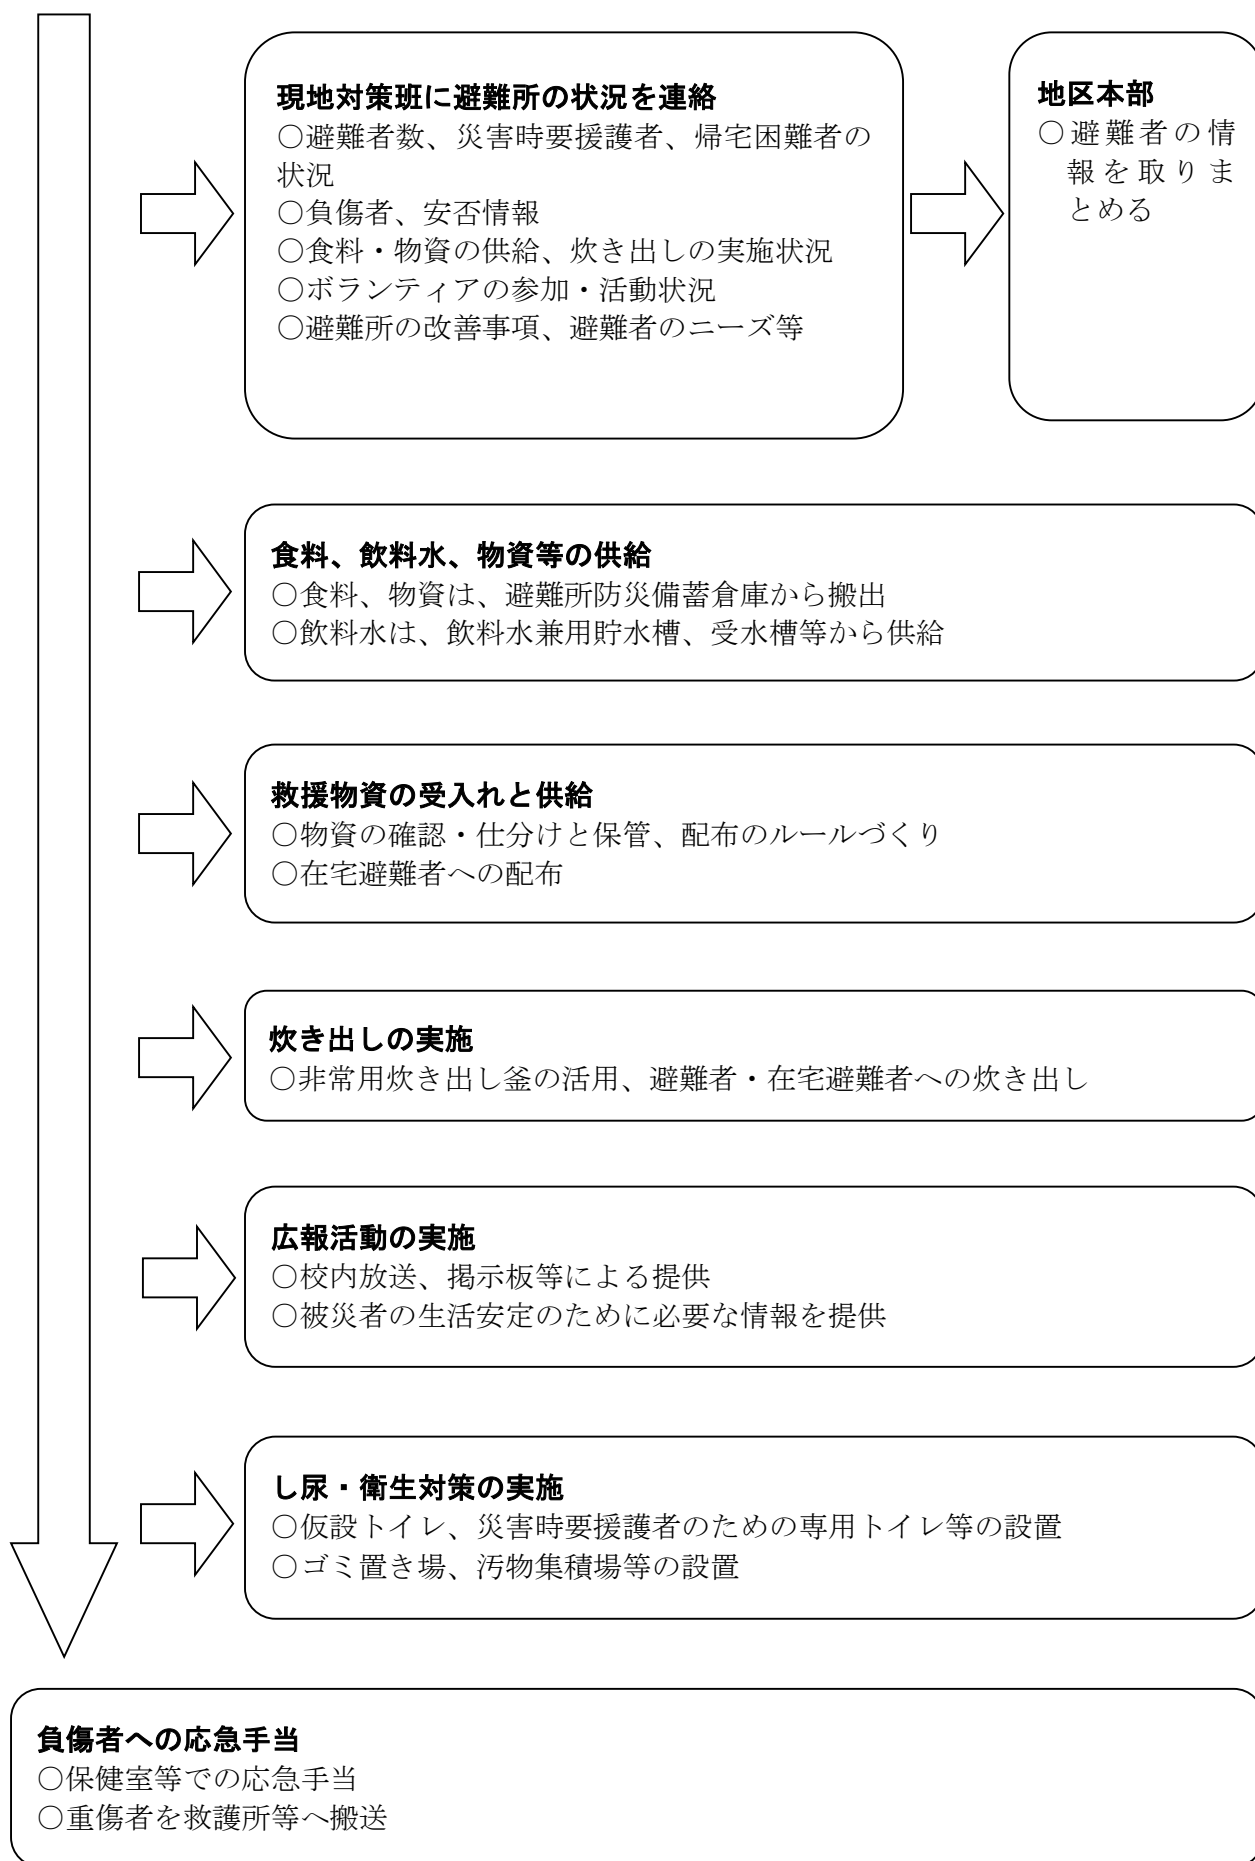 現地対策班に避難所の状況を連絡
○避難者数、災害時要援護者、帰宅困難者の
状況
○負傷者、安否情報
○食料・物資の供給、炊き出しの実施状況
○ボランティアの参加・活動状況
○避難所の改善事項、避難者のニーズ等
地区本部
○避難者の情
報を取りま
とめる
食料、飲料水、物資等の供給
○食料、物資は、避難所防災備蓄倉庫から搬出
○飲料水は、飲料水兼用貯水槽、受水槽等から供給
救援物資の受入れと供給
○物資の確認・仕分けと保管、配布のルールづくり
○在宅避難者への配布
炊き出しの実施
○非常用炊き出し釜の活用、避難者・在宅避難者への炊き出し
広報活動の実施
○校内放送、掲示板等による提供
○被災者の生活安定のために必要な情報を提供
し尿・衛生対策の実施
○仮設トイレ、災害時要援護者のための専用トイレ等の設置
○ゴミ置き場、汚物集積場等の設置
負傷者への応急手当
○保健室等での応急手当
○重傷者を救護所等へ搬送